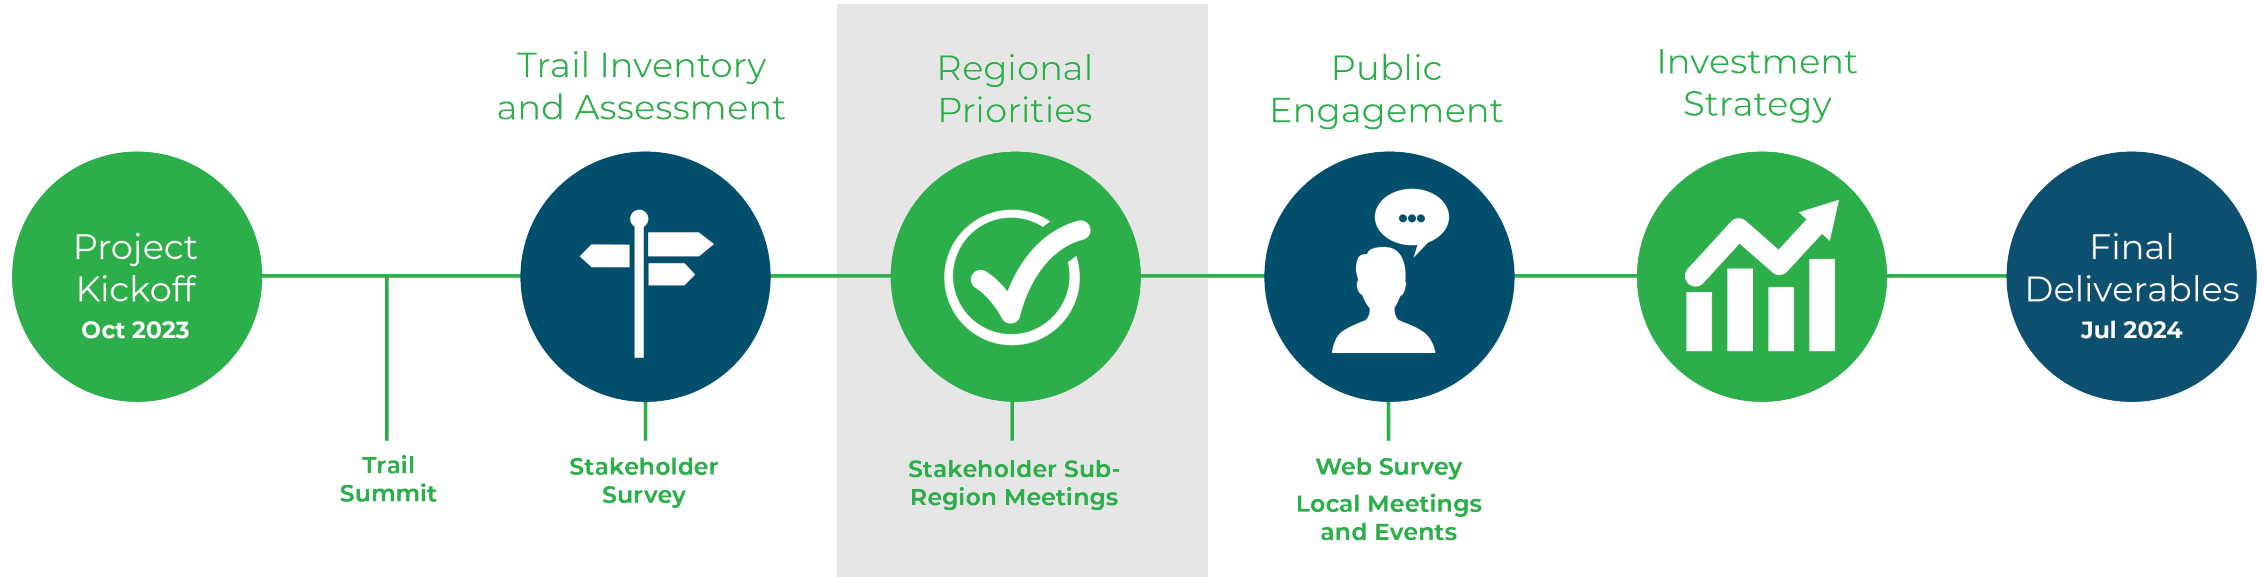 Project
Kickoff
Oct 2023
Trail
Summit
Trail Inventory
and Assessment
Stakeholder
Survey
Regional
Priorities
Stakeholder Sub-
Region Meetings
Public
Engagement
Web Survey
Local Meetings
and Events
Investment
Strategy
Final
Deliverables
Jul 2024